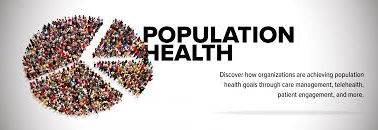 POPULATION
HEALTH
Discover how organizations are achieving population
health goals through care management, telehealth,
patient engagement, and more.